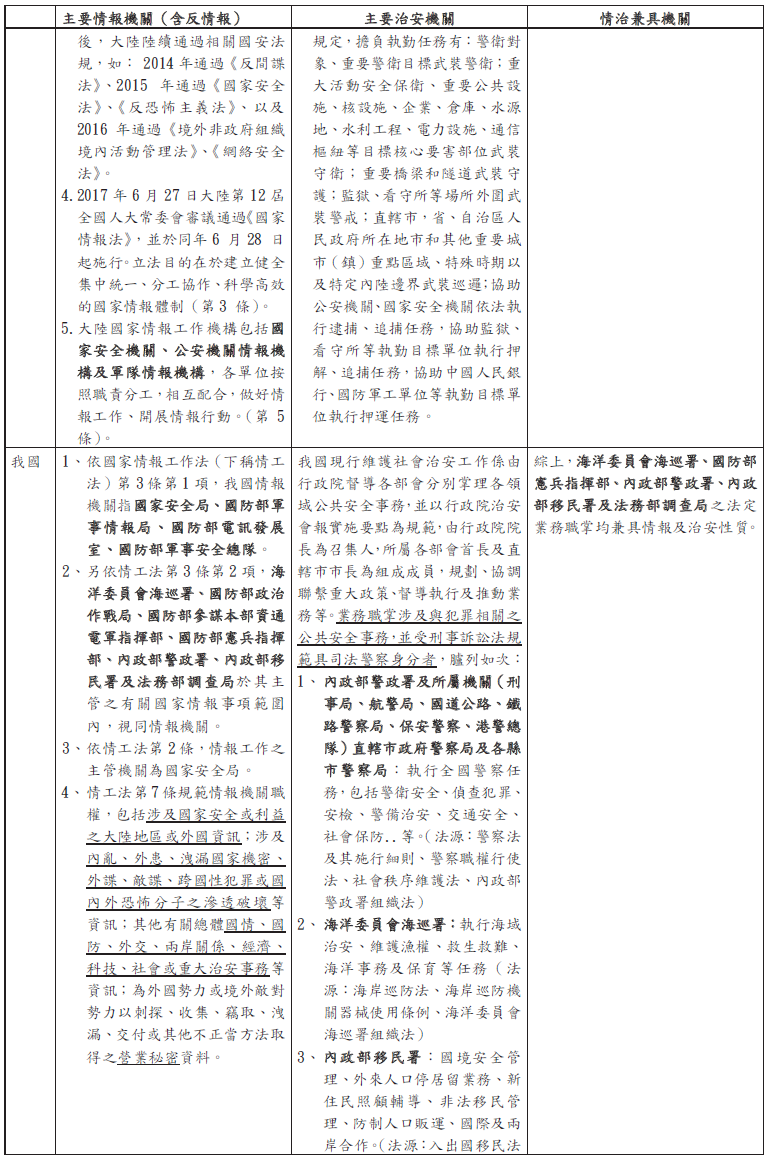 主要情報機關（含反情報）
主要治安機關
情治兼具機關
後，大陸陸續通過相關國安法
規，如： 2014 年通過《反間諜
法》、2015 年通過《國家安全
法》、《反恐怖主義法》、以及
2016 年通過《境外非政府組織
境內活動管理法》、《網絡安全
法》。
4. 2017 年 6 月 27 日大陸第 12 屆
全國人大常委會審議通過《國家
情報法》，並於同年 6 月 28 日
起施行。立法目的在於建立健全
集中統一、分工協作、科學高效
的國家情報體制（第 3 條）。
5. 大陸國家情報工作機構包括國
家安全機關、公安機關情報機
構及軍隊情報機構，各單位按
照職責分工，相互配合，做好情
報工作、開展情報行動。（第 5
條）。
規定，擔負執勤任務有：警衛對
象、重要警衛目標武裝警衛；重
大活動安全保衛、重要公共設
施、核設施、企業、倉庫、水源
地、水利工程、電力設施、通信
樞紐等目標核心要害部位武裝
守衛；重要橋梁和隧道武裝守
護；監獄、看守所等場所外圍武
裝警戒；直轄市，省、自治區人
民政府所在地市和其他重要城
市（鎮）重點區域、特殊時期以
及特定內陸邊界武裝巡邏；協助
公安機關、國家安全機關依法執
行逮捕、追捕任務，協助監獄、
看守所等執勤目標單位執行押
解、追捕任務，協助中國人民銀
行、國防軍工單位等執勤目標單
位執行押運任務。
我國
1、依國家情報工作法（下稱情工
法）第 3 條第 1 項，我國情報
機關指國家安全局、國防部軍
事情報局、國防部電訊發展
室、國防部軍事安全總隊。
2、另依情工法第 3 條第 2 項，海
洋委員會海巡署、國防部政治
作戰局、國防部參謀本部資通
電軍指揮部、國防部憲兵指揮
部、內政部警政署、內政部移
民署及法務部調查局於其主
管之有關國家情報事項範圍
內，視同情報機關。
3、依情工法第 2 條，情報工作之
主管機關為國家安全局。
4、情工法第 7 條規範情報機關職
權，包括涉及國家安全或利益
之大陸地區或外國資訊；涉及
內亂、外患、洩漏國家機密、
外諜、敵諜、跨國性犯罪或國
內外恐怖分子之滲透破壞等
資訊；其他有關總體國情、國
防、外交、兩岸關係、經濟、
科技、社會或重大治安事務等
資訊；為外國勢力或境外敵對
勢力以刺探、收集、竊取、洩
漏、交付或其他不正當方法取
得之營業秘密資料。
我國現行維護社會治安工作係由
行政院督導各部會分別掌理各領
域公共安全事務，並以行政院治安
會報實施要點為規範，由行政院院
長為召集人，所屬各部會首長及直
轄市市長為組成成員，規劃、協調
聯繫重大政策、督導執行及推動業
務等。業務職掌涉及與犯罪相關之
公共安全事務，並受刑事訴訟法規
範具司法警察身分者，臚列如次：
1、內政部警政署及所屬機關（刑
事局、航警局、國道公路、鐵
路警察局、保安警察、港警總
隊）直轄市政府警察局及各縣
市警察局：執行全國警察任
務，包括警衛安全、偵查犯罪、
安檢、警備治安、交通安全、
社會保防..等。（法源：警察法
及其施行細則、警察職權行使
法、社會秩序維護法、內政部
警政署組織法）
2、海洋委員會海巡署：執行海域
治安、維護漁權、救生救難、
海洋事務及保育等任務（法
源：海岸巡防法、海岸巡防機
關器械使用條例、海洋委員會
海巡署組織法）
3、內政部移民署：國境安全管
理、外來人口停居留業務、新
住民照顧輔導、非法移民管
理、防制人口販運、國際及兩
岸合作。（法源：入出國移民法
綜上，海洋委員會海巡署、國防部
憲兵指揮部、內政部警政署、內政
部移民署及法務部調查局之法定
業務職掌均兼具情報及治安性質。